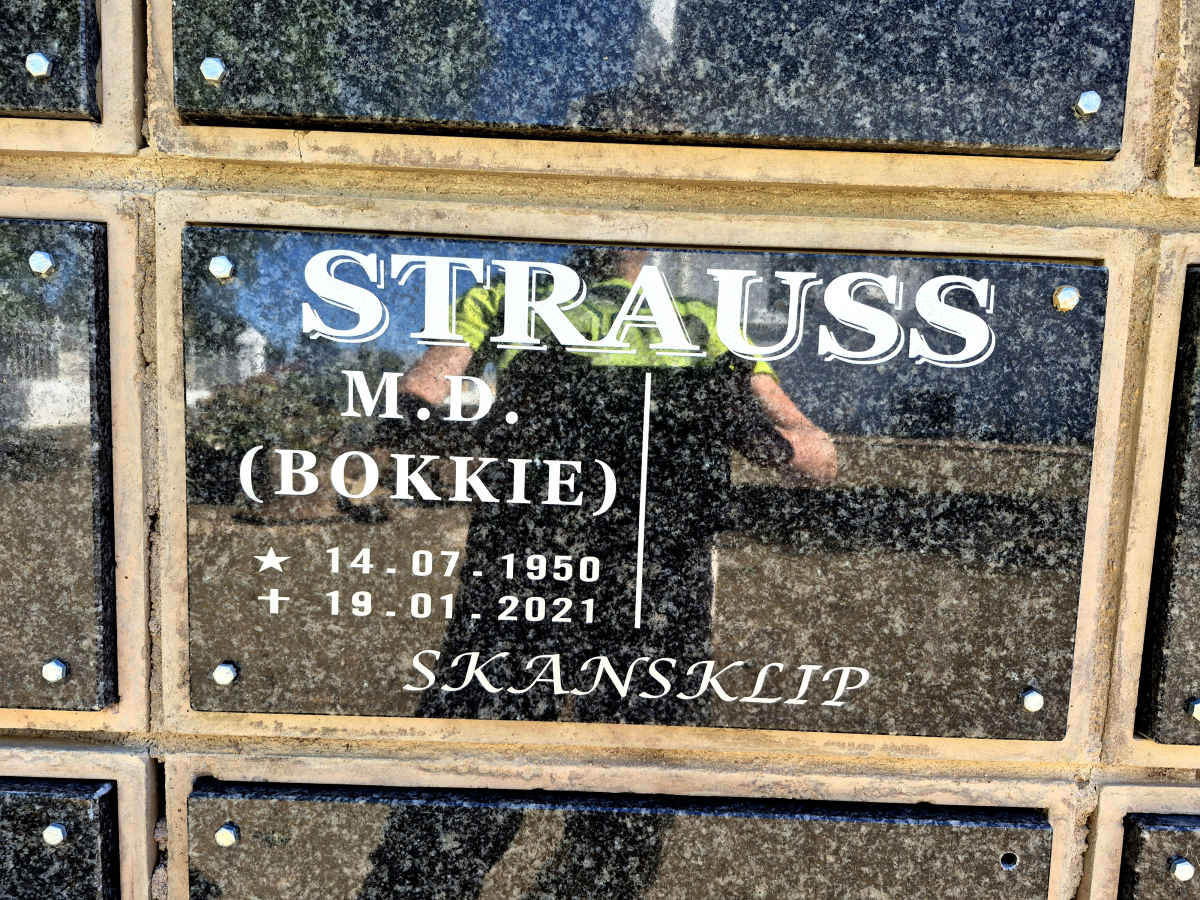 STRAUSS
M.D.
(BOKKIE)
★ 14-07-1950
✝ 19-01-2021
SKANSKLIP